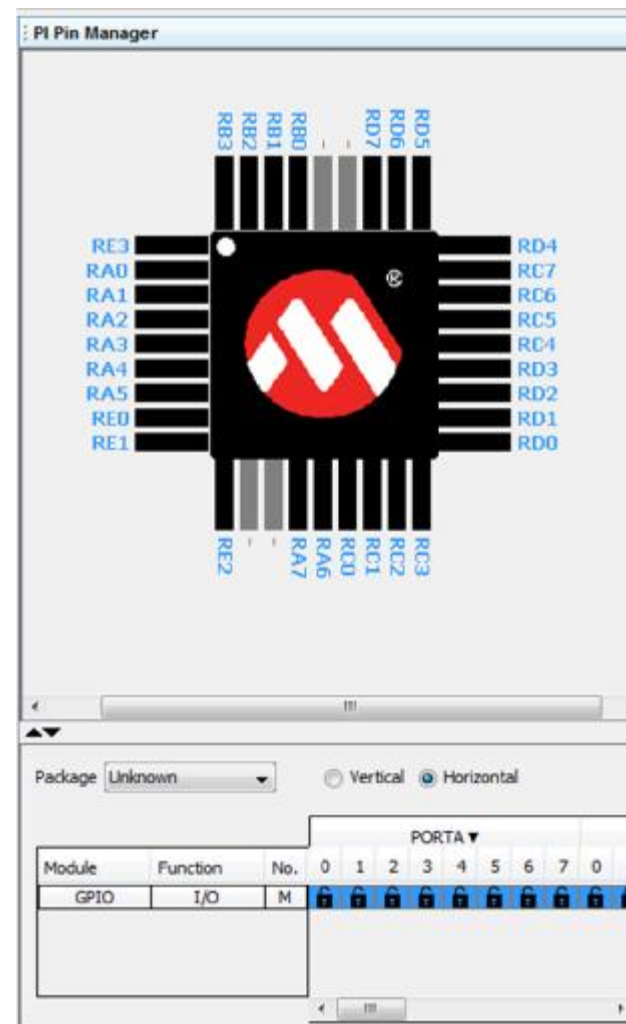 PI Pin Manager
RB3 RB2 RB1 RB0 - - RD7 RD6 RD5
RE3 RD4
RA0 RC7
RA1 RC6
RA2 RC5
RA3 RC4
RA4 RD3
RA5 RD2
RE0 RD1
RE1 RD0
®
RE2 - - RA7 RA6 RC0 RC1 RC2 RC3
Package Unknown Vertical Horizontal
PORTA▼
Module Function No. 0 1 2 3 4 5 6 7 0
GPIO I/O M